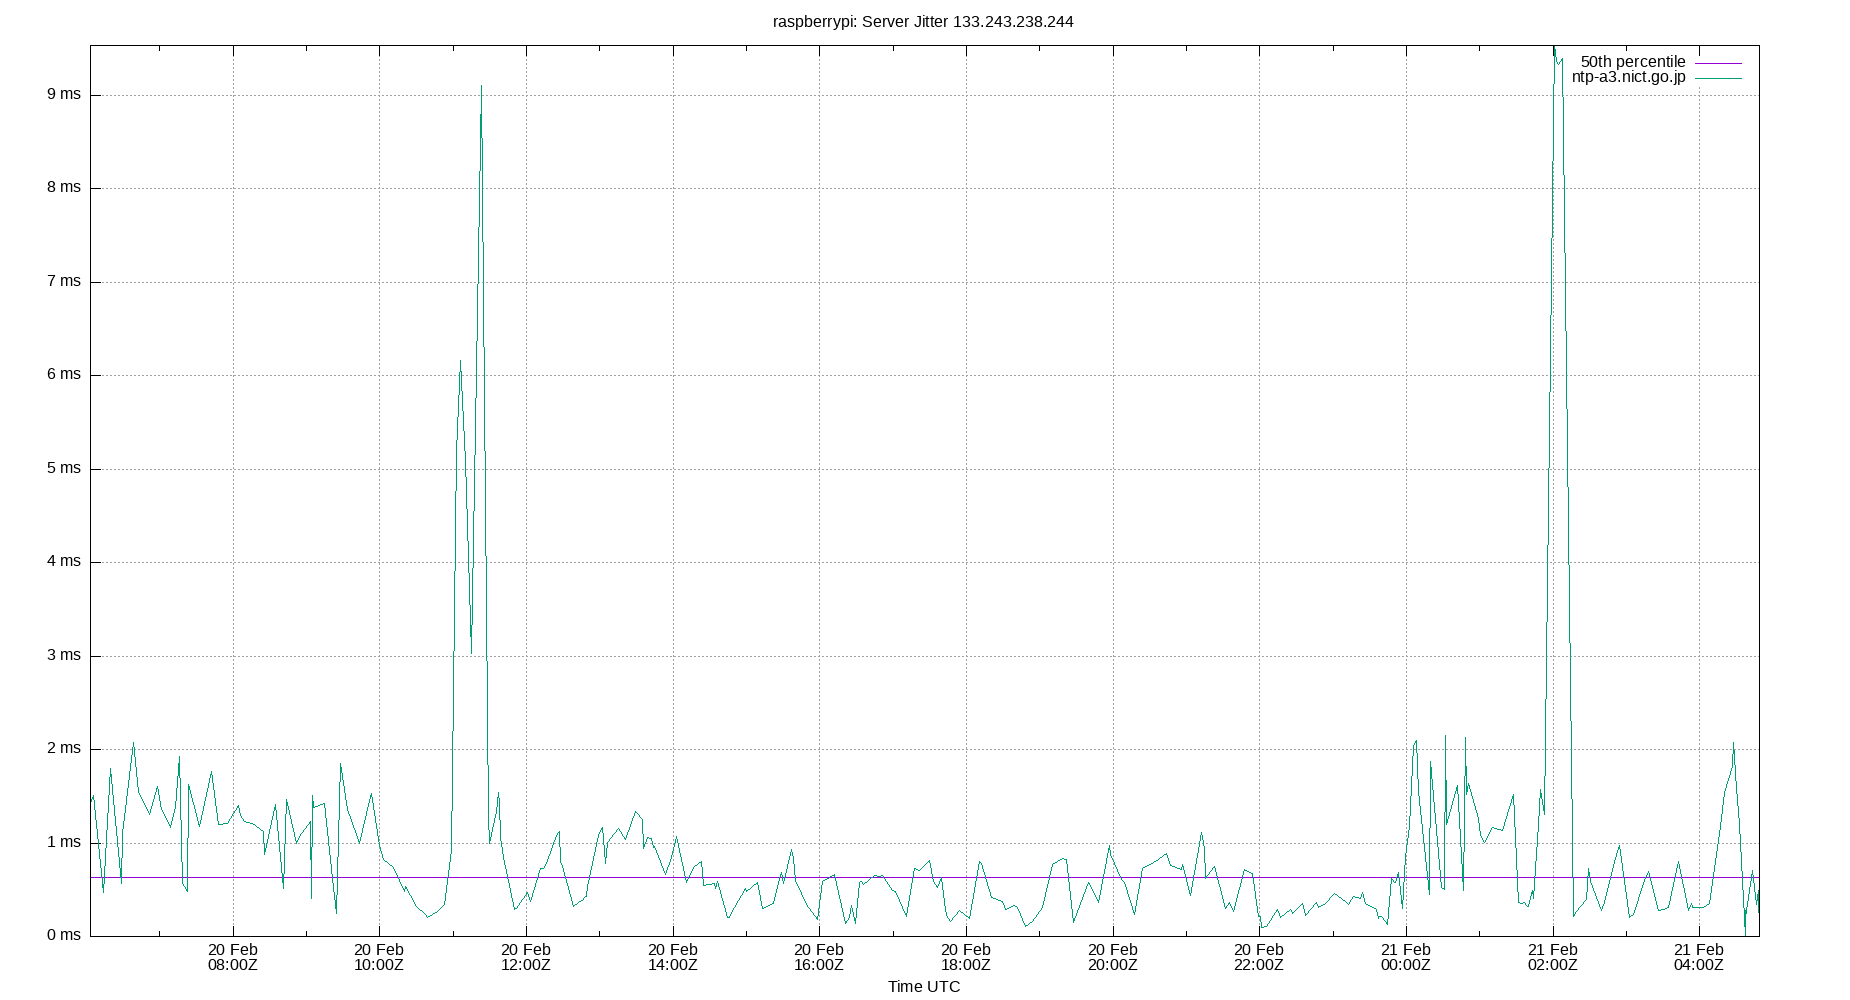 raspberrypi: Server Jitter 133.243.238.244
50th percentile
ntp-a3.nict.go.jp
9 ms
8 ms
7 ms
6 ms
5 ms
4 ms
3 ms
2 ms
1 ms
0 ms
20 Feb 20 Feb 20 Feb 20 Feb 20 Feb 20 Feb 20 Feb 20 Feb 21 Feb 21 Feb 21 Feb
08:00Z 10:00Z 12:00Z 14:00Z 16:00Z 18:00Z 20:00Z 22:00Z 00:00Z 02:00Z 04:00Z
Time UTC